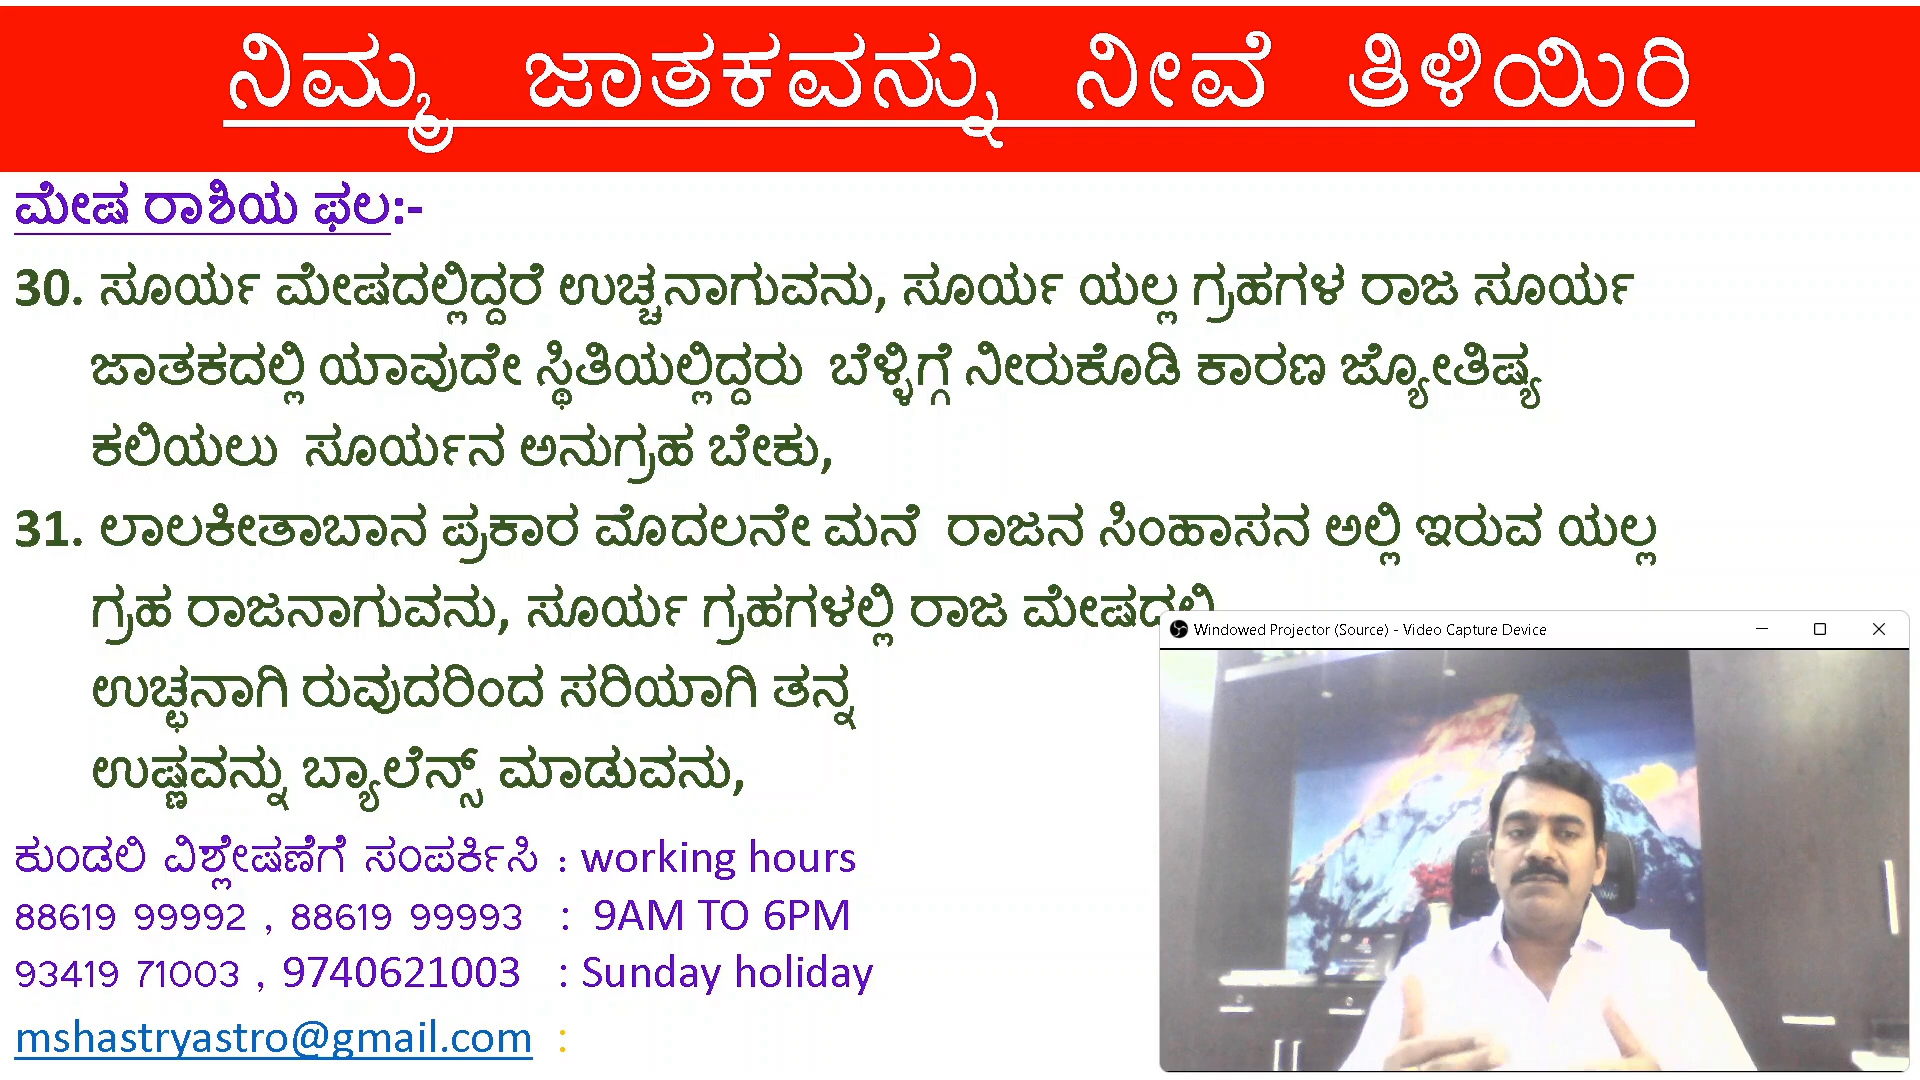 ನಿಮ್ಮ ಜಾತಕವನ್ನು ನೀವೆ ತಿಳಿಯಿರಿ
ಮೇಷ ರಾಶಿಯ ಫಲ:-
30. ಸೂರ್ಯ ಮೇಷದಲ್ಲಿದ್ದರೆ ಉಚ್ಚನಾಗುವನು, ಸೂರ್ಯ ಯಲ್ಲ ಗ್ರಹಗಳ ರಾಜ ಸೂರ್ಯ
ಜಾತಕದಲ್ಲಿ ಯಾವುದೇ ಸ್ಥಿತಿಯಲ್ಲಿದ್ದರು ಬೆಳ್ಳಿಗ್ಗೆ ನೀರುಕೊಡಿ ಕಾರಣ ಜ್ಯೋತಿಷ್ಯ
ಕಲಿಯಲು ಸೂರ್ಯನ ಅನುಗ್ರಹ ಬೇಕು,
31. ಲಾಲಕೀತಾಬಾನ ಪ್ರಕಾರ ಮೊದಲನೇ ಮನೆ ರಾಜನ ಸಿಂಹಾಸನ ಅಲ್ಲಿ ಇರುವ ಯಲ್ಲ
ಗ್ರಹ ರಾಜನಾಗುವನು, ಸೂರ್ಯ ಗ್ರಹಗಳಲ್ಲಿ ರಾಜ ಮೇಷದಲ್ಲಿ
ಉಚ್ಛನಾಗಿ ರುವುದರಿಂದ ಸರಿಯಾಗಿ ತನ್ನ
ಉಷ್ಣವನ್ನು ಬ್ಯಾಲೆನ್ಸ್ ಮಾಡುವನು,
ಕುಂಡಲಿ ವಿಶ್ಲೇಷಣೆಗೆ ಸಂಪರ್ಕಿಸಿ : working hours
88619 99992 , 88619 99993 : 9AM TO 6PM
93419 71003 , 9740621003 : Sunday holiday
mshastryastro@gmail.com :
Windowed Projector (Source) - Video Capture Device